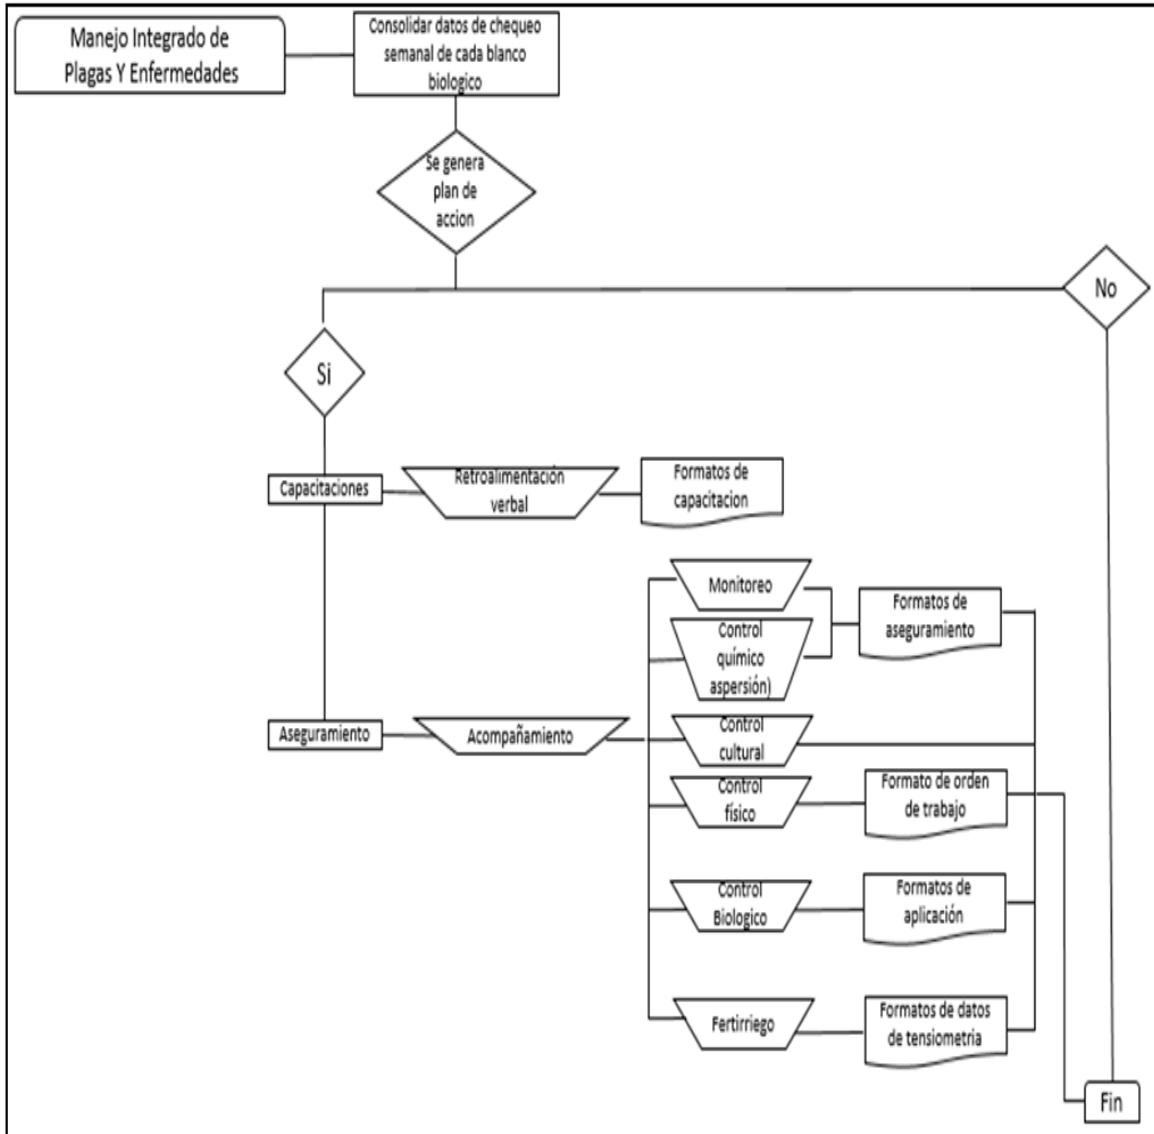 Manejo Integrado de
Plagas Y Enfermedades
Consolidar datos de chequeo
semanal de cada blanco
biologico
Se genera
plan de
accion
No
Si
Capacitaciones
Retroalimentación
verbal
Formatos de
capacitacion
Monitoreo
Formatos de
aseguramiento
Control
químico
aspersión)
Aseguramiento
Acompañamiento
Control
cultural
Control
físico
Formato de orden
de trabajo
Control
Biologico
Formatos de
aplicación
Fertirriego
Formatos de datos
de tensiometria
Fin